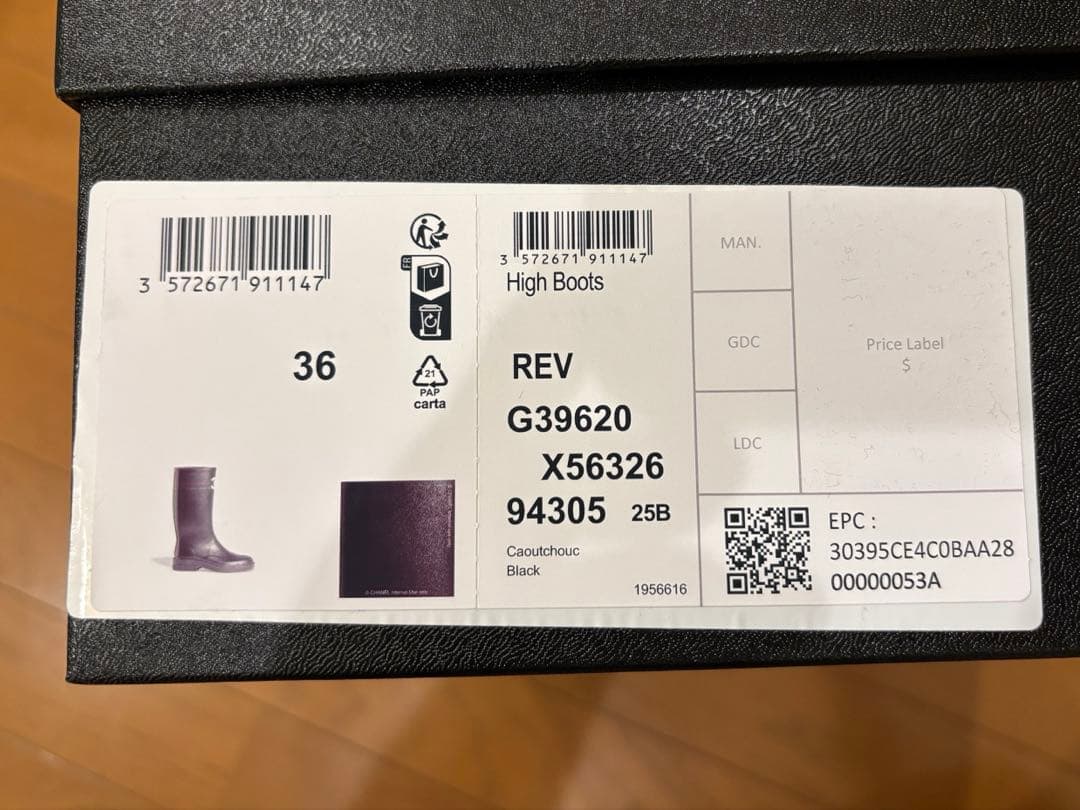 3 572671 911147
FR
36
21
PAP
carta
3 572671 911147
High Boots
REV
G39620
X56326
94305 25B
Caoutchouc
Black
1956616
MAN.
GDC
LDC
Price Label
$
EPC :
30395CE4C0BAA28
00000053A